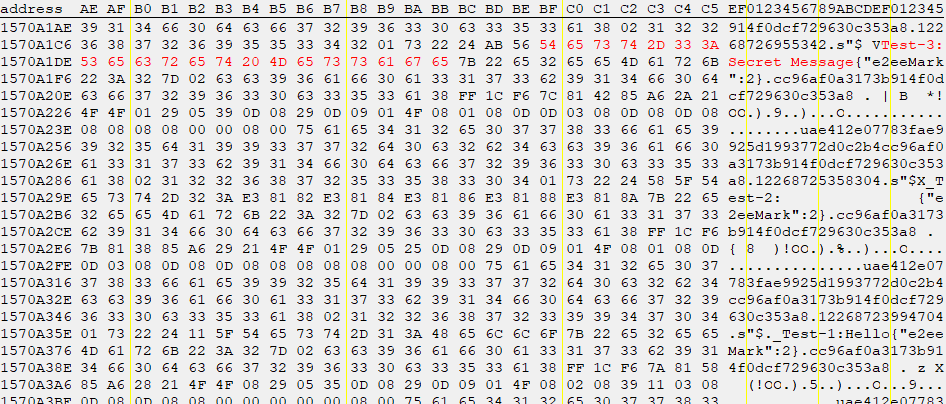 address AE AF B0 B1 B2 B3 B4 B5 B6 B7 B8 B9 BA BB BC BD BE BF C0 C1 C2 C3 C4 C5 EF0123456789ABCDEF012345
1570A1AE 39 31 34 66 30 64 63 66 37 32 39 36 33 30 63 33 35 33 61 38 02 31 32 32 914f0dcf729630c353a8.122
1570A1C6 36 38 37 32 36 39 35 35 33 34 32 01 73 22 24 AB 56 54 65 73 74 2D 33 3A 68726955342.s"$ VTest-3:
1570A1DE 53 65 63 72 65 74 20 4D 65 73 73 61 67 65 7B 22 65 32 65 65 4D 61 72 6B Secret Message{"e2eeMark
1570A1F6 22 3A 32 7D 02 63 63 39 36 61 66 30 61 33 31 37 33 62 39 31 34 66 30 64 ":2}.cc96af0a3173b914f0d
1570A20E 63 66 37 32 39 36 33 30 63 33 35 33 61 38 FF 1C F6 7C 81 42 85 A6 2A 21 cf729630c353a8 . | B *!
1570A226 4F 4F 01 29 05 39 0D 08 29 0D 09 01 4F 08 01 08 0D 0D 03 08 0D 08 0D 08 OO.).9..)...O...........
1570A23E 08 08 08 08 00 00 08 00 75 61 65 34 31 32 65 30 37 37 38 33 66 61 65 39 ........uae412e07783fae9
1570A256 39 32 35 64 31 39 39 33 37 37 32 64 30 63 32 62 34 63 63 39 36 61 66 30 925d1993772d0c2b4cc96af0
1570A26E 61 33 31 37 33 62 39 31 34 66 30 64 63 66 37 32 39 36 33 30 63 33 35 33 a3173b914f0dcf729630c353
1570A286 61 38 02 31 32 32 36 38 37 32 35 33 35 38 33 30 34 01 73 22 24 58 5F 54 a8.12268725358304.s"$X_T
1570A29E 65 73 74 2D 32 3A E3 81 82 E3 81 84 E3 81 86 E3 81 88 E3 81 8A 7B 22 65 est-2: {"e
1570A2B6 32 65 65 4D 61 72 6B 22 3A 32 7D 02 63 63 39 36 61 66 30 61 33 31 37 33 2eeMark":2}.cc96af0a3173
1570A2CE 62 39 31 34 66 30 64 63 66 37 32 39 36 33 30 63 33 35 33 61 38 FF 1C F6 b914f0dcf729630c353a8 .
1570A2E6 7B 81 38 85 A6 29 21 4F 4F 01 29 05 25 0D 08 29 0D 09 01 4F 08 01 08 0D { 8 )!OO.).%..)...O....
1570A2FE 0D 03 08 0D 08 0D 08 08 08 08 08 00 00 08 00 75 61 65 34 31 32 65 30 37 ...............uae412e07
1570A316 37 38 33 66 61 65 39 39 32 35 64 31 39 39 33 37 37 32 64 30 63 32 62 34 783fae9925d1993772d0c2b4
1570A32E 63 63 39 36 61 66 30 61 33 31 37 33 62 39 31 34 66 30 64 63 66 37 32 39 cc96af0a3173b914f0dcf729
1570A346 36 33 30 63 33 35 33 61 38 02 31 32 32 36 38 37 32 33 39 39 34 37 30 34 630c353a8.12268723994704
1570A35E 01 73 22 24 11 5F 54 65 73 74 2D 31 3A 48 65 6C 6C 6F 7B 22 65 32 65 65 .s"$._Test-1:Hello{"e2ee
1570A376 4D 61 72 6B 22 3A 32 7D 02 63 63 39 36 61 66 30 61 33 31 37 33 62 39 31 Mark":2}.cc96af0a3173b91
1570A38E 34 66 30 64 63 66 37 32 39 36 33 30 63 33 35 33 61 38 FF 1C F6 7A 81 58 4f0dcf729630c353a8 . z X
1570A3A6 85 A6 28 21 4F 4F 08 29 05 35 0D 08 29 0D 09 01 4F 08 02 08 39 11 03 08 (!OO.).5..)...O...9...